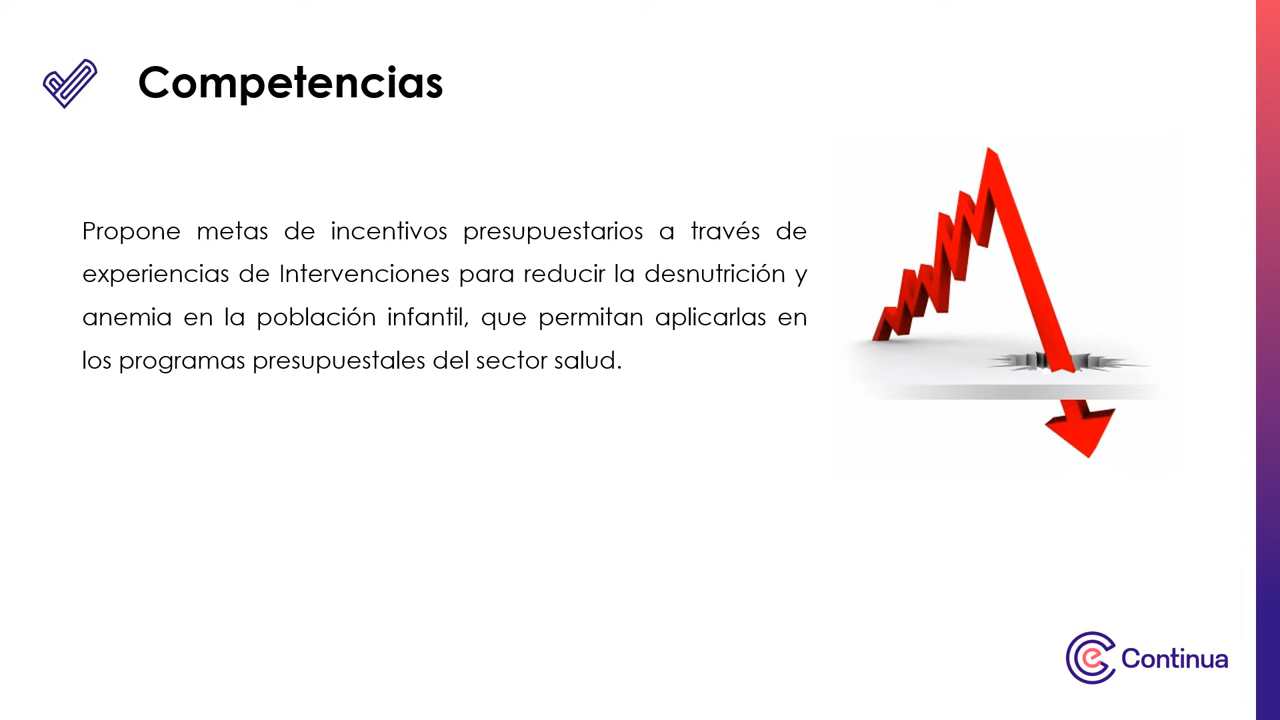 Competencias
Propone metas de incentivos presupuestarios a través de
experiencias de Intervenciones para reducir la desnutrición y
anemia en la población infantil, que permitan aplicarlas en
los programas presupuestales del sector salud.
e Continua